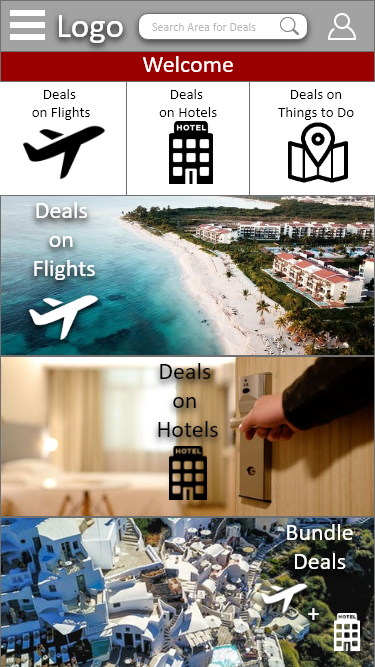 Logo
Search Area for Deals
Welcome
Deals
on Flights
Deals
on Hotels
HOTEL
Deals on
Things to Do
Deals
on
Flights
Deals
on
Hotels
HOTEL
Bundle
Deals
+
HOTEL